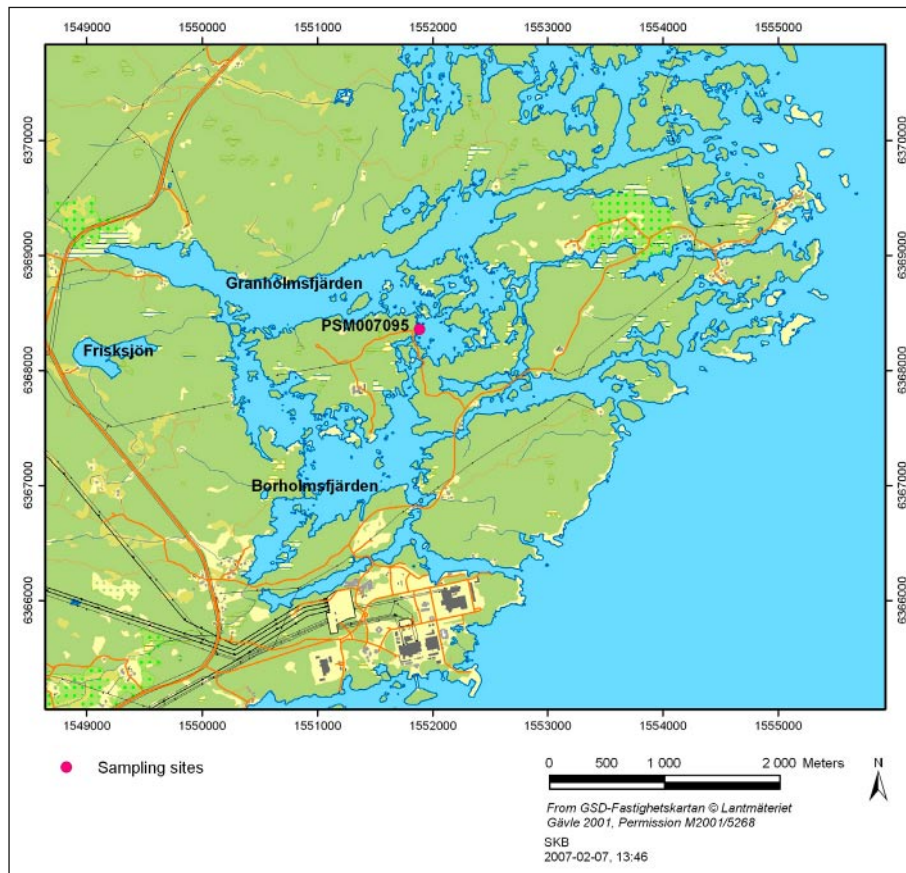 1549000 1550000 1551000 1552000 1553000 1554000 1555000
6370000 6370000
6369000 6369000
Granholmsfjärden
PSM007095
Frisksjön
6368000 6368000
6367000 6367000
Borholmsfjärden
6366000 6366000
1549000 1550000 1551000 1552000 1553000 1554000 1555000
Sampling sites
0 500 1 000 2 000 Meters
N
From GSD-Fastighetskartan © Lantmäteriet
Gävle 2001, Permission M2001/5268
SKB
2007-02-07, 13:46